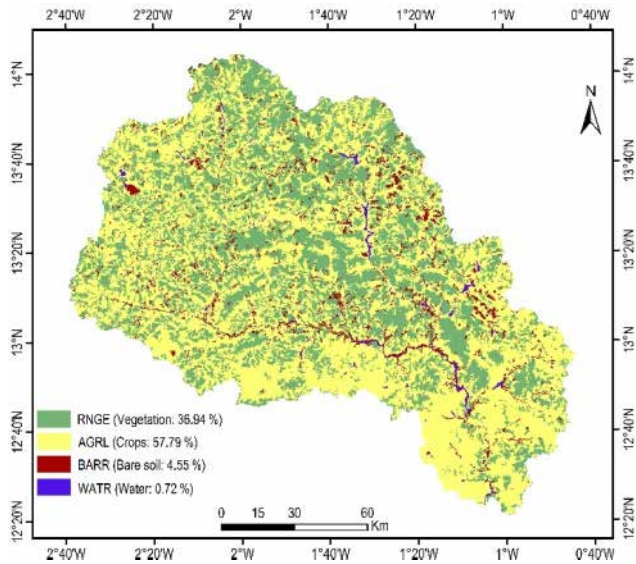 2°40'W 2°20'W 2°W 1°40'W 1°20'W 1°W 0°40'W
14°N 14°N
N
13°40'N 13°40'N
13°20'N 13°20'N
13°N 13°N
RNGE (Vegetation: 36.94 %)
AGRL (Crops: 57.79 %)
12°40'N 12°40'N
BARR (Bare soil: 4.55 %)
WATR (Water: 0.72 %)
0 15 30 60
Km
12°20'N 12°20'N
2°40'W 2°20'W 2°W 1°40'W 1°20'W 1°W 0°40'W